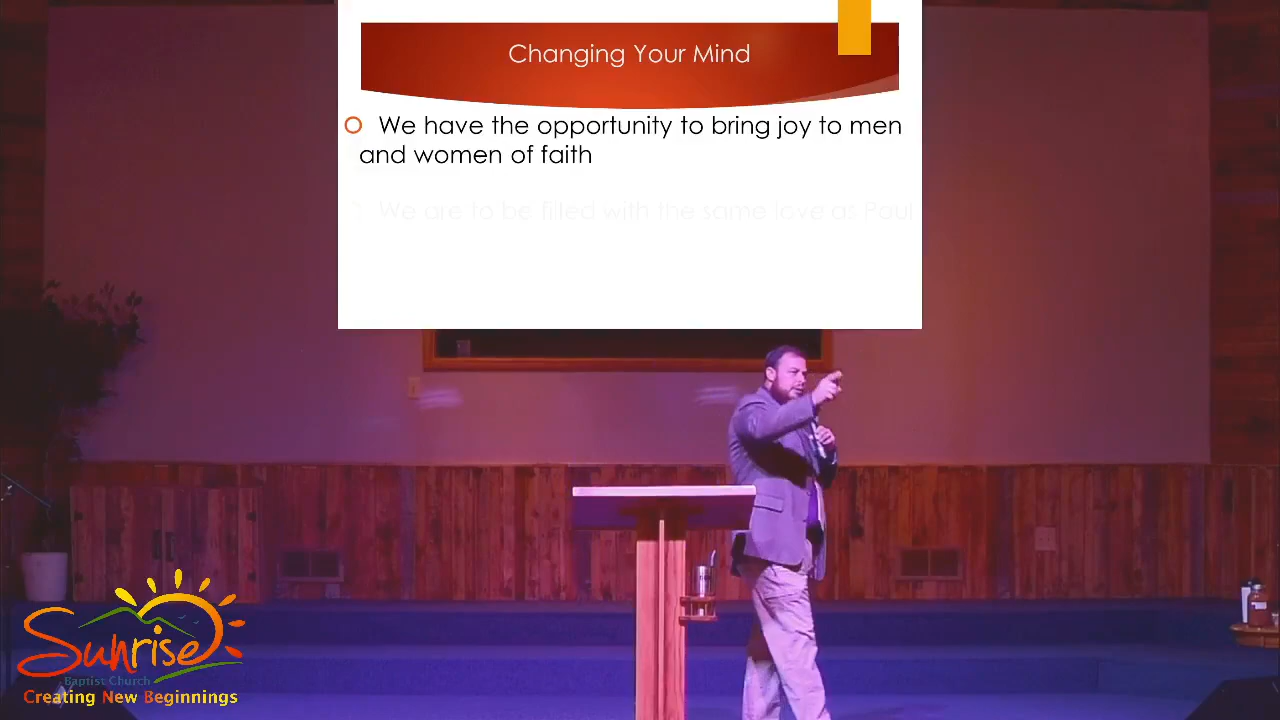 Changing Your Mind
We have the opportunity to bring joy to men
and women of faith
We are to be filled with the same love as Paul
Sunrise
Baptist Church
Creating New Beginnings